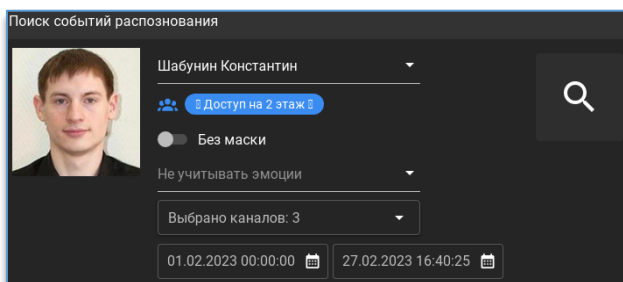 Поиск событий распознования
Шабунин Константин
Доступ на 2 этаж
Без маски
Не учитывать эмоции
Выбрано каналов: 3
01.02.2023 00:00:00 27.02.2023 16:40:25